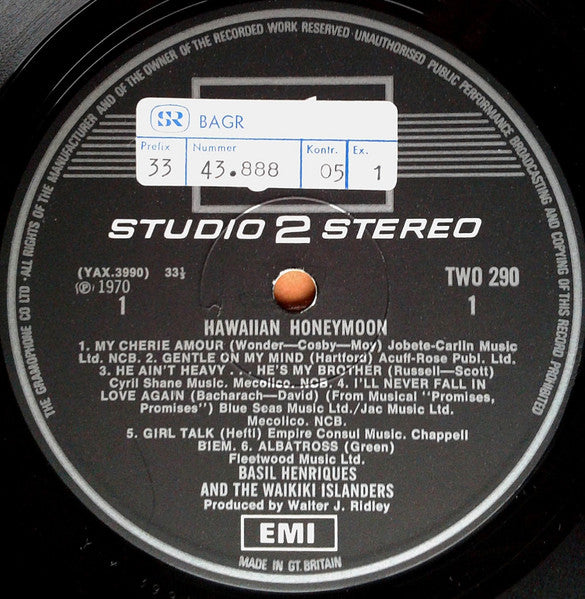 THE GRAMOPHONE CO LTD · ALL RIGHTS OF THE MANUFACTURER AND OF THE OWNER OF THE RECORDED WORK RESERVED · UNAUTHORISED PUBLIC PERFORMANCE BROADCASTING AND COPYING OF THIS RECORD PROHIBITED
SR BAGR
Prefix Nummer Kontr. Ex.
33 43.888 05 1
STUDIO 2 STEREO
(YAX.3990) 33⅓ TWO 290
Ⓟ 1970
1 1
HAWAIIAN HONEYMOON
1. MY CHERIE AMOUR (Wonder—Cosby—Moy) Jobete-Carlin Music
Ltd. NCB. 2. GENTLE ON MY MIND (Hartford) Acuff-Rose Publ. Ltd.
3. HE AIN'T HEAVY . . . HE'S MY BROTHER (Russell—Scott)
Cyril Shane Music. Mecolico. NCB. 4. I'LL NEVER FALL IN
LOVE AGAIN (Bacharach—David) (From Musical "Promises,
Promises") Blue Seas Music Ltd./Jac Music Ltd.
Mecolico. NCB.
5. GIRL TALK (Hefti) Empire Consul Music. Chappell
BIEM. 6. ALBATROSS (Green)
Fleetwood Music Ltd.
BASIL HENRIQUES
AND THE WAIKIKI ISLANDERS
Produced by Walter J. Ridley
EMI
MADE IN GT. BRITAIN